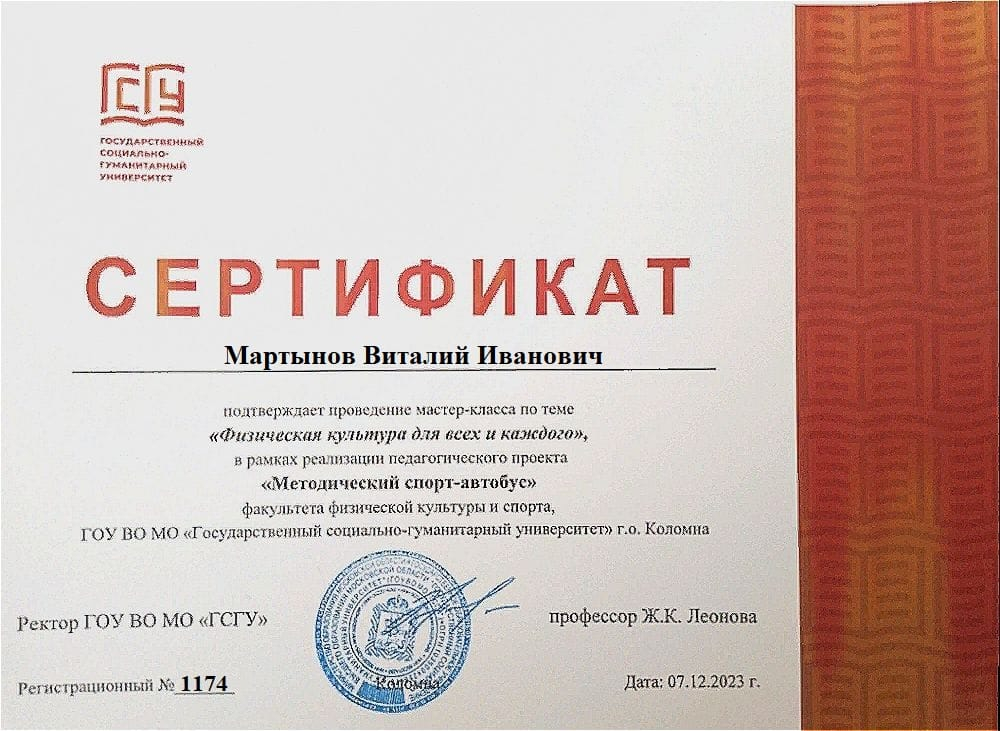 ГСГУ
ГОСУДАРСТВЕННЫЙ
СОЦИАЛЬНО-
ГУМАНИТАРНЫЙ
УНИВЕРСИТЕТ
СЕРТИФИКАТ
Мартынов Виталий Иванович
подтверждает проведение мастер-класса по теме
«Физическая культура для всех и каждого»,
в рамках реализации педагогического проекта
«Методический спорт-автобус»
факультета физической культуры и спорта,
ГОУ ВО МО «Государственный социально-гуманитарный университет» г.о. Коломна
Ректор ГОУ ВО МО «ГСГУ»
профессор Ж.К. Леонова
Регистрационный № 1174
Коломна
Дата: 07.12.2023 г.